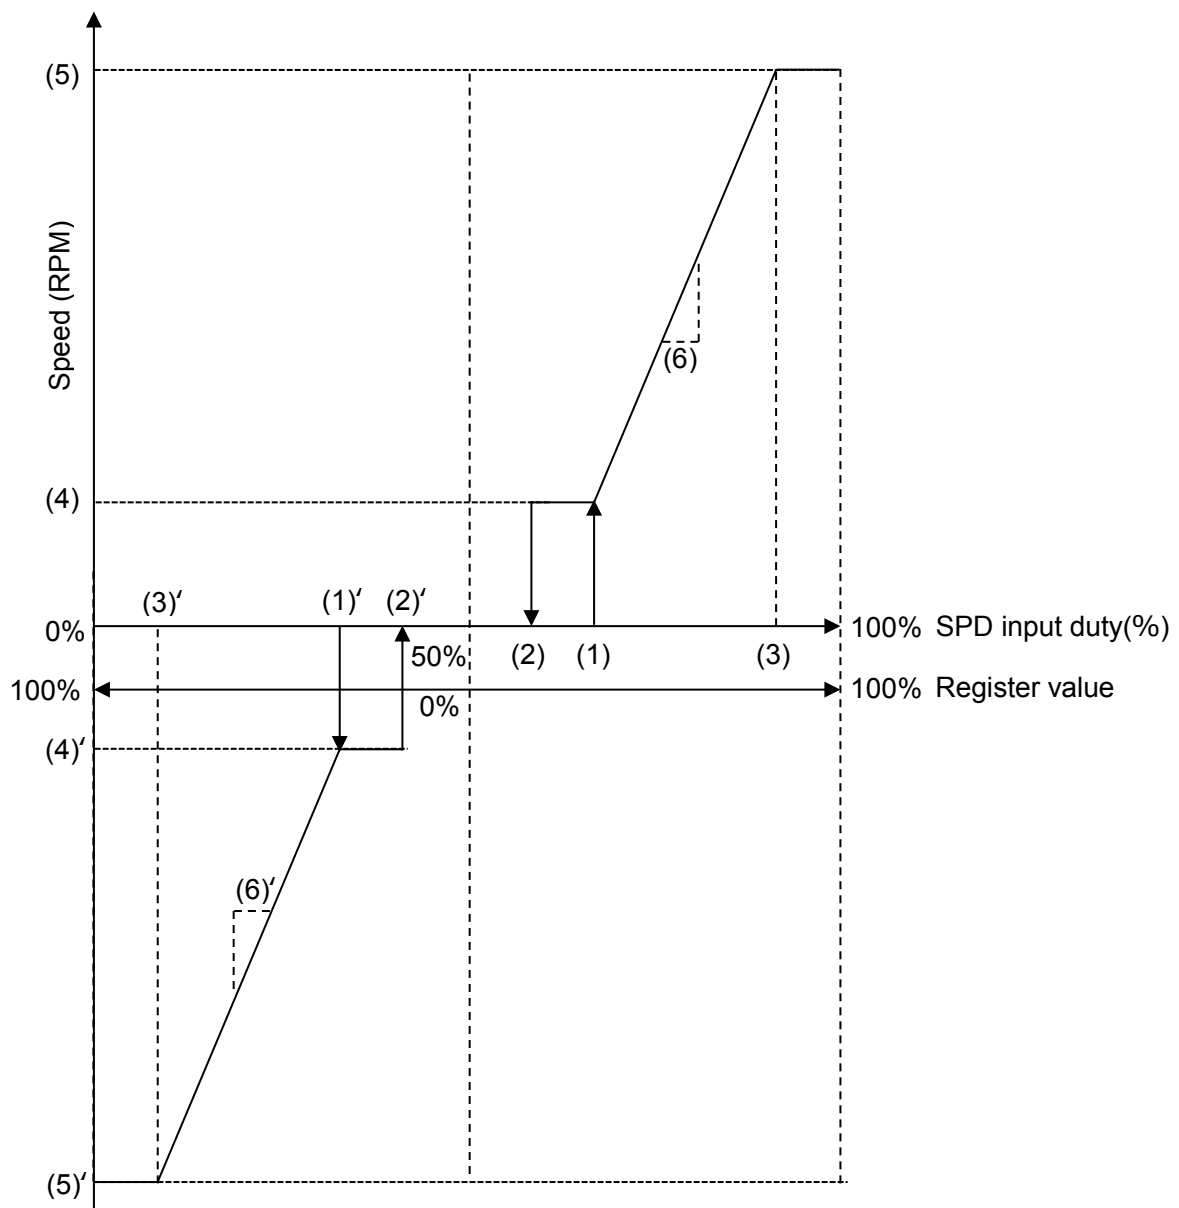 (5)
Speed (RPM)
(6)
(4)
(3)‘ (1)‘ (2)‘
0% 100% SPD input duty(%)
50% (2) (1) (3)
100% 100% Register value
0%
(4)‘
(6)‘
(5)‘